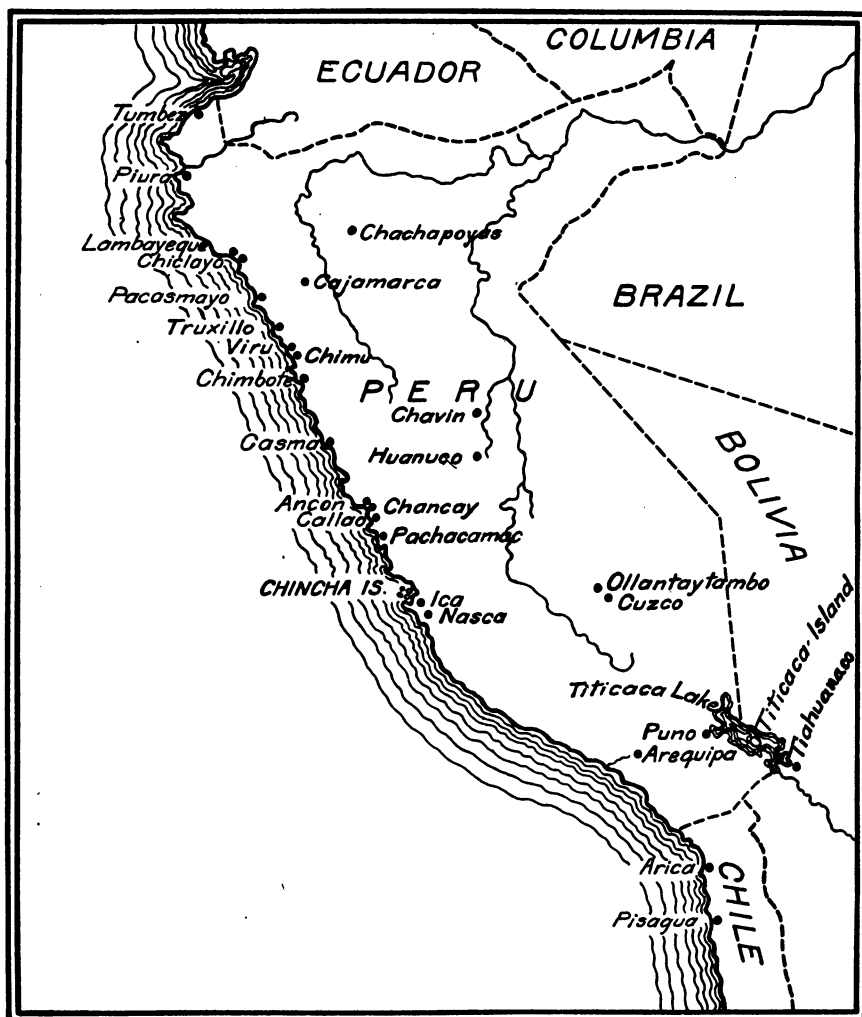 COLUMBIA
ECUADOR
Tumbez
Piura
Chachapoyas
Lambayeque
Chiclayo
Cajamarca
BRAZIL
Pacasmayo
Truxillo
Viru
Chimu
Chimbote
PERU
Chavin
Casma
Huanuco
BOLIVIA
Ancon
Chancay
Callao
Pachacamac
CHINCHA IS.
Ica
Nasca
Ollantaytambo
Cuzco
Titicaca Lake
Titicaca Island
Tiahuanaco
Puno
Arequipa
Arica
CHILE
Pisagua